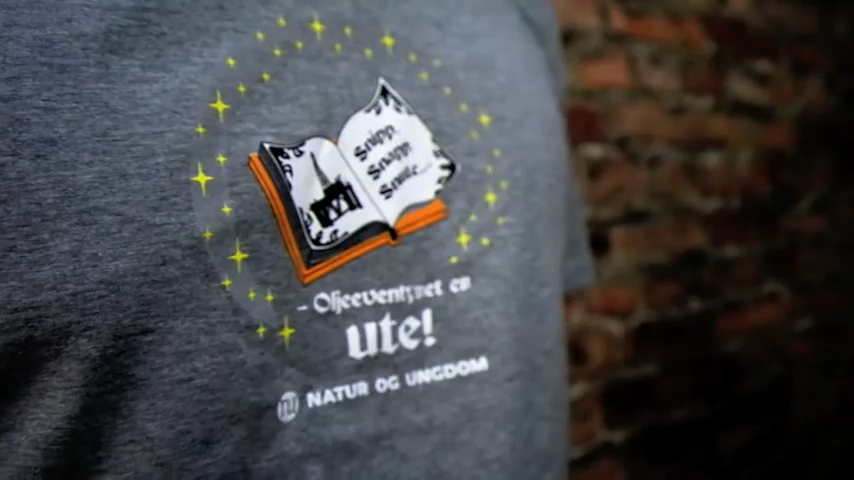 Snipp,
Snapp,
Snute...
- Oljeeventyret er
ute!
NATUR OG UNGDOM